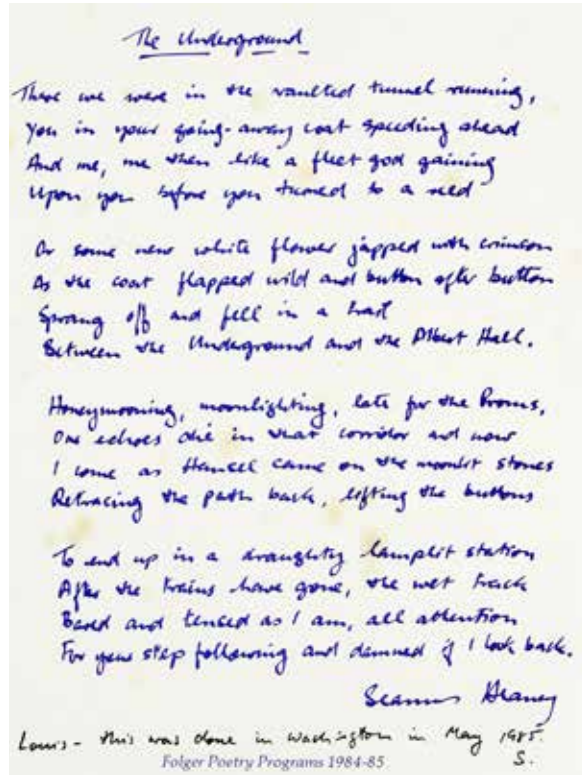 The Underground
There we were in the vaulted tunnel running,
You in your going-away coat speeding ahead
And me, me then like a fleet god gaining
Upon you before you turned to a reed
Or some new white flower japped with crimson
As the coat flapped wild and button after button
Sprang off and fell in a trail
Between the Underground and the Albert Hall.
Honeymooning, moonlighting, late for the Proms,
Our echoes die in that corridor and now
I come as Hansel came on the moonlit stones
Retracing the path back, lifting the buttons
To end up in a draughty lamplit station
After the trains have gone, the wet track
Bared and tensed as I am, all attention
For your step following and damned if I look back.
Seamus Heaney
Louis - this was done in Washington in May 1985.
S.
Folger Poetry Programs 1984-85